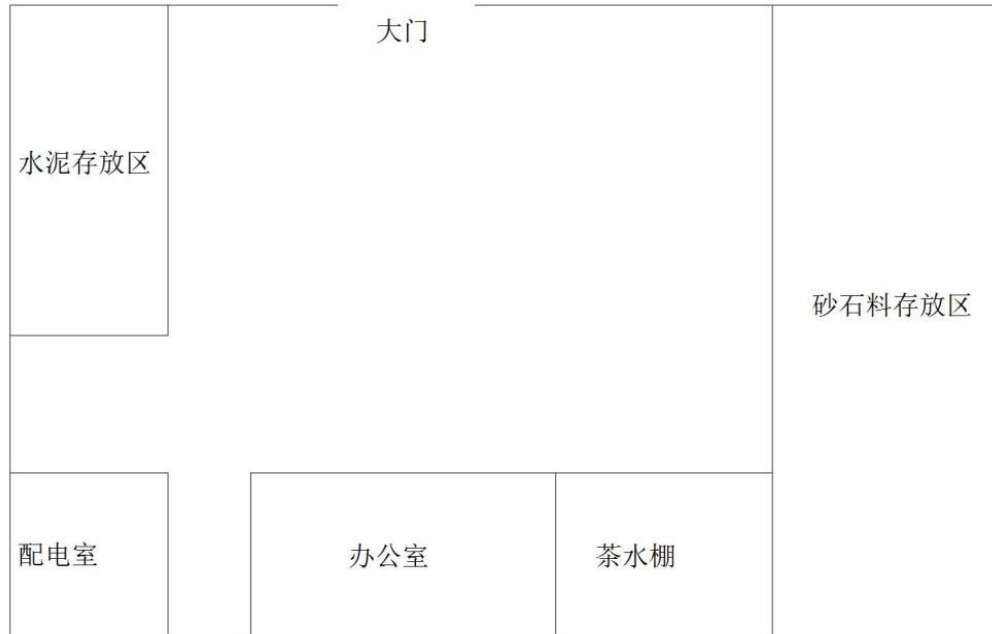 大门
水泥存放区
砂石料存放区
配电室
办公室
茶水棚